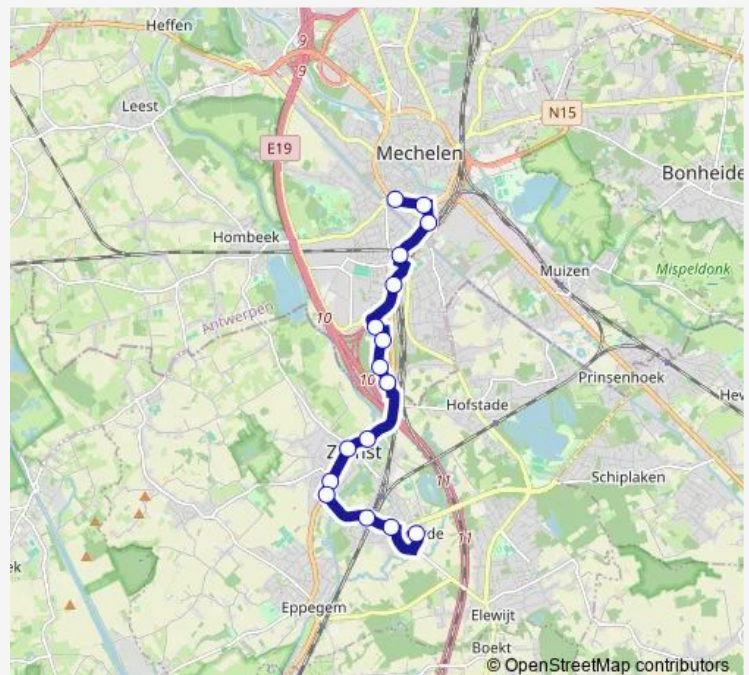 Heffen
9
9
Leest
N15
E19
Mechelen
Bonheide
Hombeek
Muizen
Mispeldonk
Antwerpen
10
10
Prinsenhoek
Hofstade
Schiplaken
11
11
Eppegem
Elewijt
Boekt
© OpenStreetMap contributors